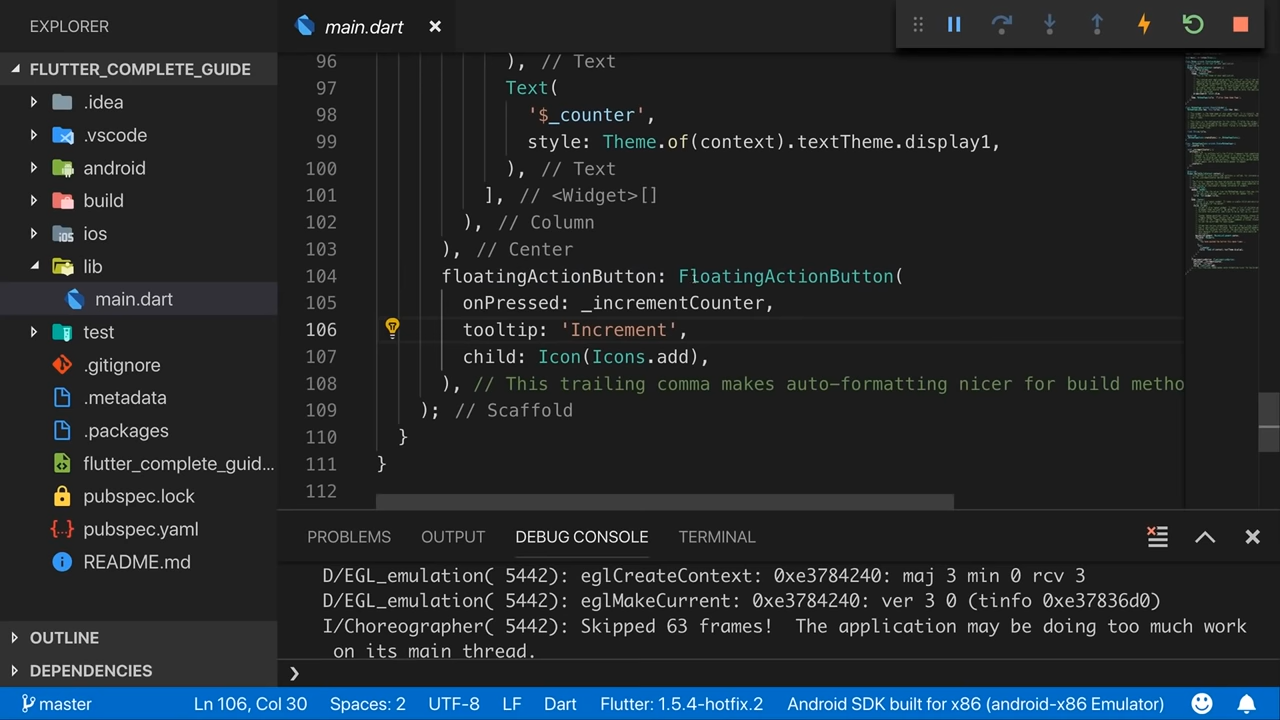 EXPLORER
FLUTTER_COMPLETE_GUIDE
.idea
.vscode
android
build
ios
lib
main.dart
test
.gitignore
.metadata
.packages
flutter_complete_guid...
pubspec.lock
pubspec.yaml
README.md
OUTLINE
DEPENDENCIES
main.dart
96 ), // Text
97 Text(
98 '$_counter',
99 style: Theme.of(context).textTheme.display1,
100 ), // Text
101 ], // <Widget>[]
102 ), // Column
103 ), // Center
104 floatingActionButton: FloatingActionButton(
105 onPressed: _incrementCounter,
106 tooltip: 'Increment',
107 child: Icon(Icons.add),
108 ), // This trailing comma makes auto-formatting nicer for build metho
109 ); // Scaffold
110 }
111 }
112
PROBLEMS OUTPUT DEBUG CONSOLE TERMINAL
D/EGL_emulation( 5442): eglCreateContext: 0xe3784240: maj 3 min 0 rcv 3
D/EGL_emulation( 5442): eglMakeCurrent: 0xe3784240: ver 3 0 (tinfo 0xe37836d0)
I/Choreographer( 5442): Skipped 63 frames! The application may be doing too much work
on its main thread.
master Ln 106, Col 30 Spaces: 2 UTF-8 LF Dart Flutter: 1.5.4-hotfix.2 Android SDK built for x86 (android-x86 Emulator)